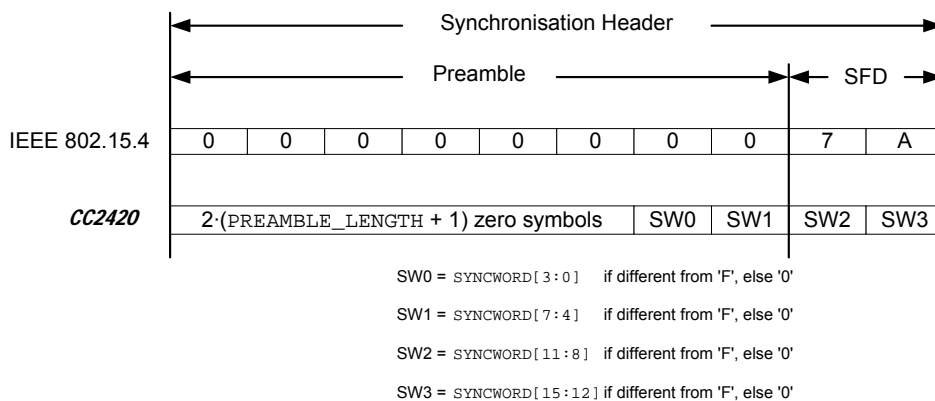 Synchronisation Header
Preamble SFD
IEEE 802.15.4 0 0 0 0 0 0 0 0 7 A
CC2420 2·(PREAMBLE_LENGTH + 1) zero symbols SW0 SW1 SW2 SW3
SW0 = SYNCWORD[3:0] if different from 'F', else '0'
SW1 = SYNCWORD[7:4] if different from 'F', else '0'
SW2 = SYNCWORD[11:8] if different from 'F', else '0'
SW3 = SYNCWORD[15:12] if different from 'F', else '0'